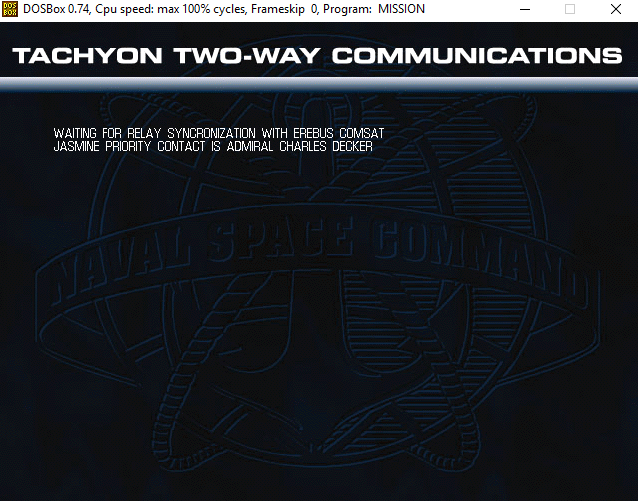 DOSBox 0.74, Cpu speed: max 100% cycles, Frameskip 0, Program: MISSION
TACHYON TWO-WAY COMMUNICATIONS
WAITING FOR RELAY SYNCRONIZATION WITH EREBUS COMSAT
JASMINE PRIORITY CONTACT IS ADMIRAL CHARLES DECKER
NAVAL SPACE COMMAND